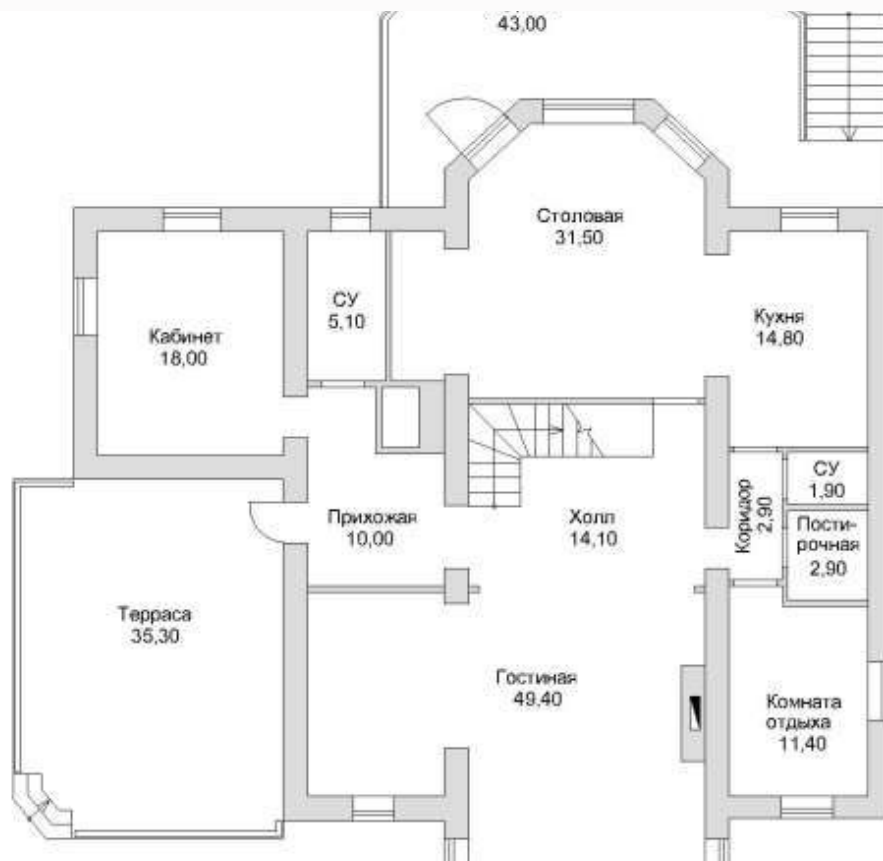 43,00
Столовая
31,50
СУ
5,10
Кухня
14,80
Кабинет
18,00
СУ
1,90
Коридор
2,90
Прихожая
10,00
Холл
14,10
Пости-
рочная
2,90
Терраса
35,30
Гостиная
49,40
Комната
отдыха
11,40